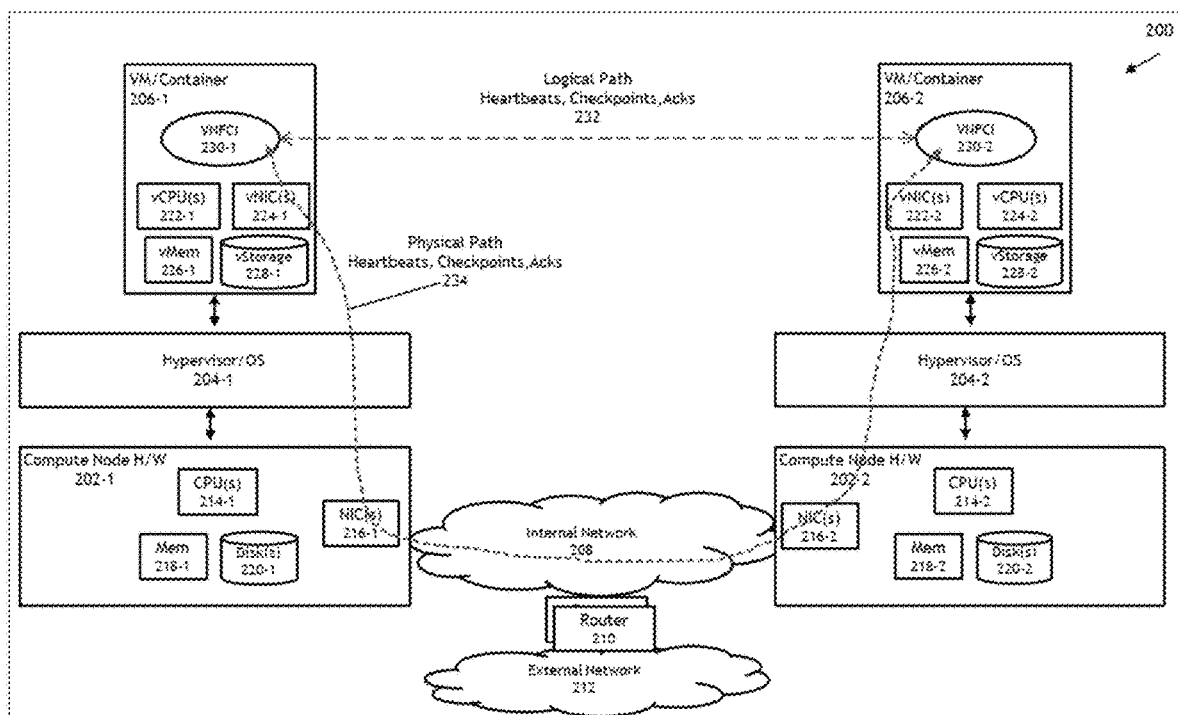 200
VM/Container
206-1
VNFCI
230-1
vCPU(s)
222-1
vNIC(s)
224-1
vMem
226-1
vStorage
228-1
Logical Path
Heartbeats, Checkpoints,Acks
232
VM/Container
206-2
VNFCI
230-2
vNIC(s)
222-2
vCPU(s)
224-2
vMem
226-2
vStorage
228-2
Physical Path
Heartbeats, Checkpoints,Acks
234
Hypervisor/OS
204-1
Hypervisor/OS
204-2
Compute Node H/W
202-1
CPU(s)
214-1
NIC(s)
216-1
Mem
218-1
Disk(s)
220-1
Internal Network
208
Compute Node H/W
202-2
CPU(s)
214-2
NIC(s)
216-2
Mem
218-2
Disk(s)
220-2
Router
210
External Network
212